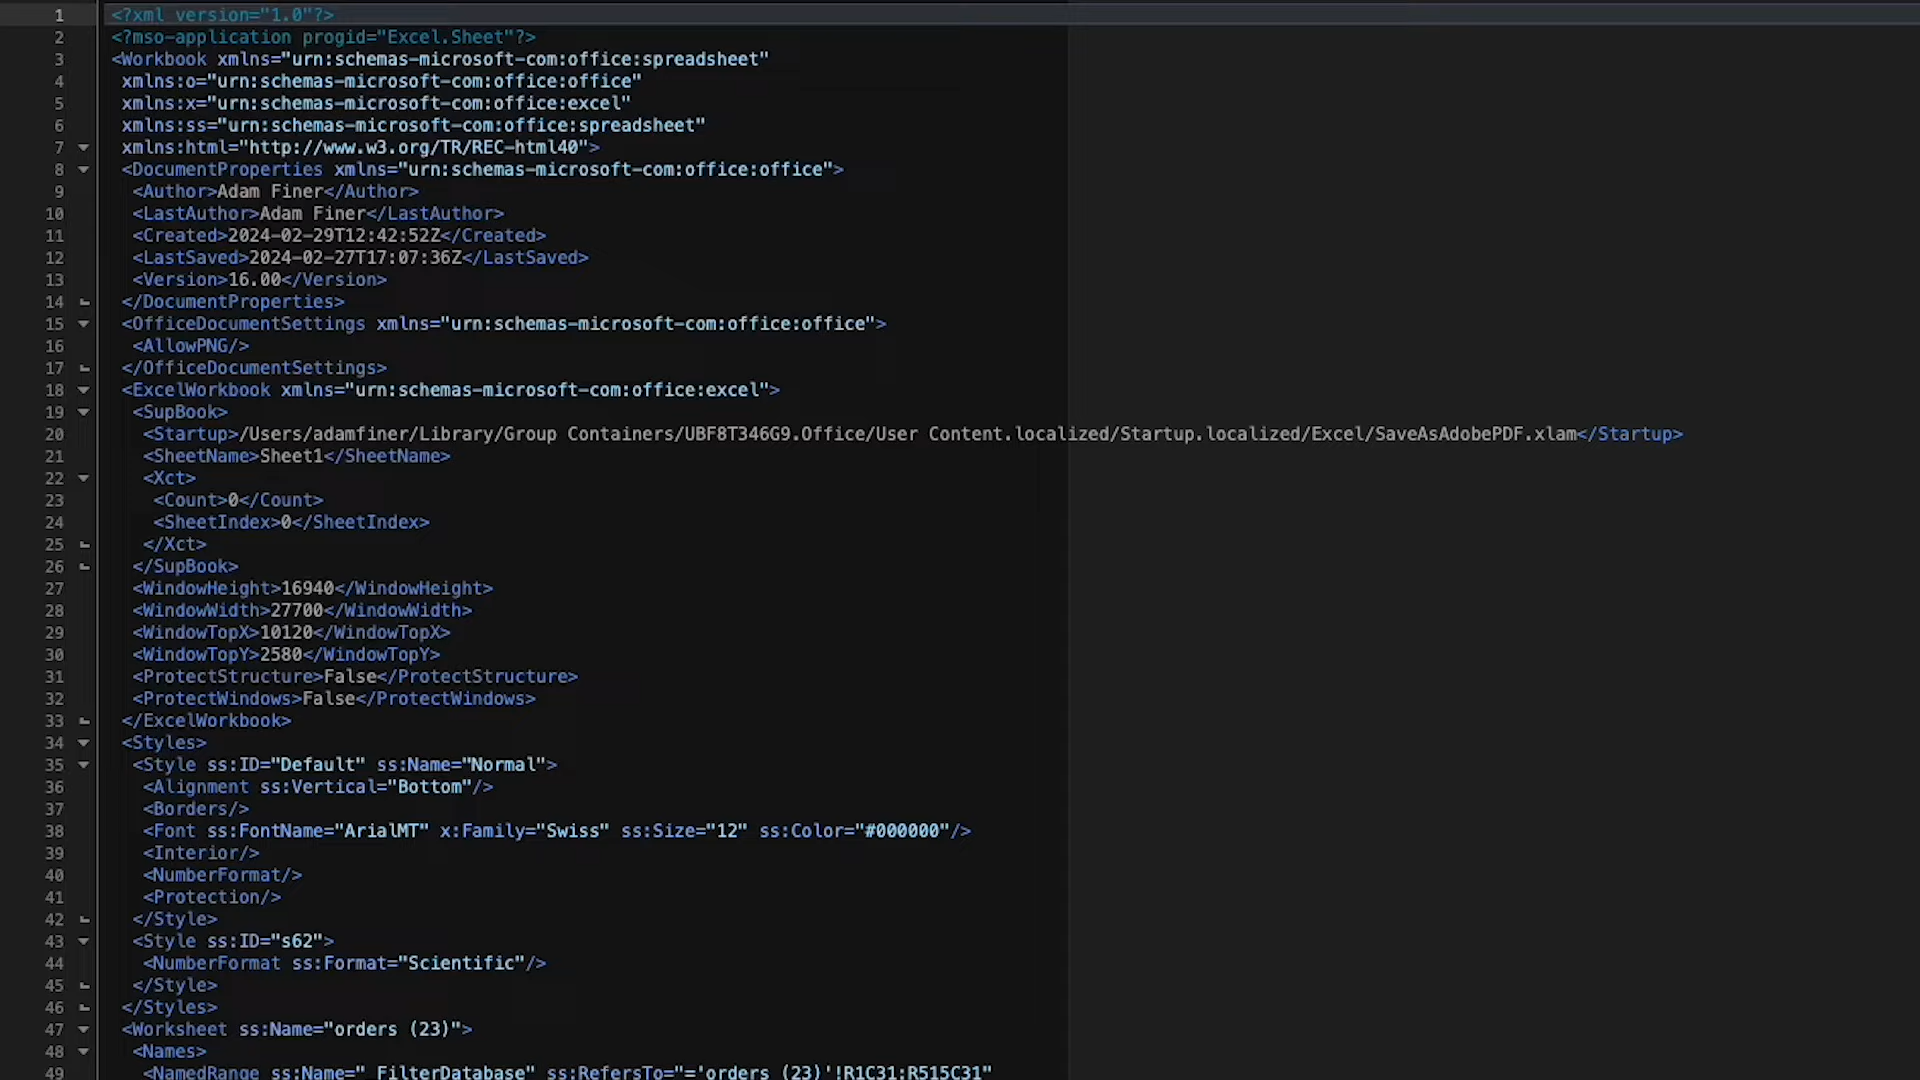 1 <?xml version="1.0"?>
2 <?mso-application progid="Excel.Sheet"?>
3 <Workbook xmlns="urn:schemas-microsoft-com:office:spreadsheet"
4 xmlns:o="urn:schemas-microsoft-com:office:office"
5 xmlns:x="urn:schemas-microsoft-com:office:excel"
6 xmlns:ss="urn:schemas-microsoft-com:office:spreadsheet"
7 xmlns:html="http://www.w3.org/TR/REC-html40">
8 <DocumentProperties xmlns="urn:schemas-microsoft-com:office:office">
9 <Author>Adam Finer</Author>
10 <LastAuthor>Adam Finer</LastAuthor>
11 <Created>2024-02-29T12:42:52Z</Created>
12 <LastSaved>2024-02-27T17:07:36Z</LastSaved>
13 <Version>16.00</Version>
14 </DocumentProperties>
15 <OfficeDocumentSettings xmlns="urn:schemas-microsoft-com:office:office">
16 <AllowPNG/>
17 </OfficeDocumentSettings>
18 <ExcelWorkbook xmlns="urn:schemas-microsoft-com:office:excel">
19 <SupBook>
20 <Startup>/Users/adamfiner/Library/Group Containers/UBF8T346G9.Office/User Content.localized/Startup.localized/Excel/SaveAsAdobePDF.xlam</Startup>
21 <SheetName>Sheet1</SheetName>
22 <Xct>
23 <Count>0</Count>
24 <SheetIndex>0</SheetIndex>
25 </Xct>
26 </SupBook>
27 <WindowHeight>16940</WindowHeight>
28 <WindowWidth>27700</WindowWidth>
29 <WindowTopX>10120</WindowTopX>
30 <WindowTopY>2580</WindowTopY>
31 <ProtectStructure>False</ProtectStructure>
32 <ProtectWindows>False</ProtectWindows>
33 </ExcelWorkbook>
34 <Styles>
35 <Style ss:ID="Default" ss:Name="Normal">
36 <Alignment ss:Vertical="Bottom"/>
37 <Borders/>
38 <Font ss:FontName="ArialMT" x:Family="Swiss" ss:Size="12" ss:Color="#000000"/>
39 <Interior/>
40 <NumberFormat/>
41 <Protection/>
42 </Style>
43 <Style ss:ID="s62">
44 <NumberFormat ss:Format="Scientific"/>
45 </Style>
46 </Styles>
47 <Worksheet ss:Name="orders (23)">
48 <Names>
49 <NamedRange ss:Name="_FilterDatabase" ss:RefersTo="='orders (23)'!R1C31:R515C31"